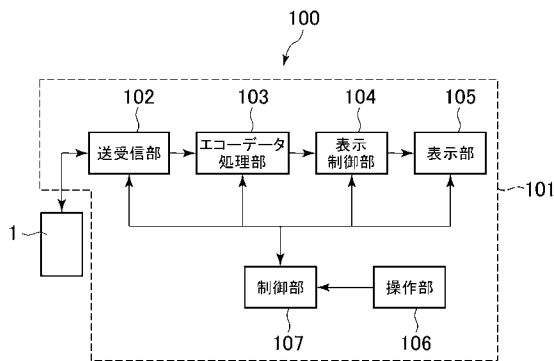 100
102
103
104
105
送受信部
エコーデータ
処理部
表示
制御部
表示部
101
1
制御部
操作部
107
106